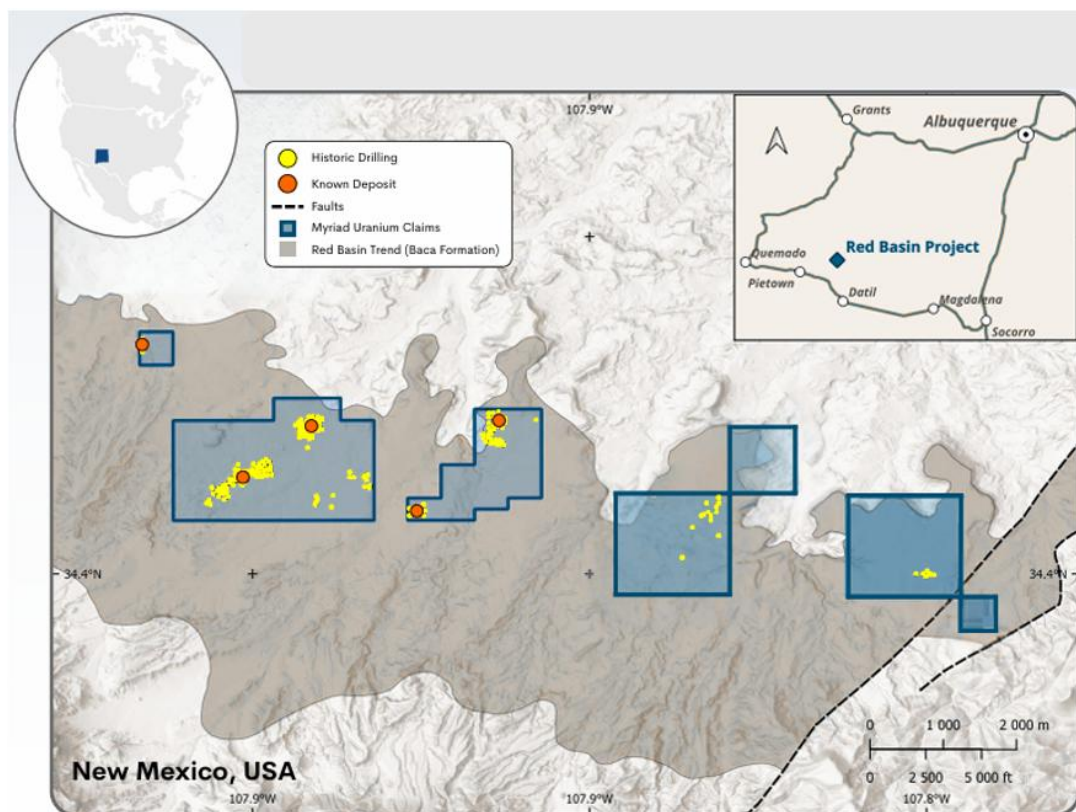 107.9°W
Grants
Albuquerque
Historic Drilling
Known Deposit
Faults
Myriad Uranium Claims
Red Basin Trend (Baca Formation)
Red Basin Project
Quemado
Pietown
Datil
Magdalena
Socorro
34.4°N
34.4°N
0 1 000 2 000 m
0 2 500 5 000 ft
New Mexico, USA
107.9°W
107.9°W
107.8°W